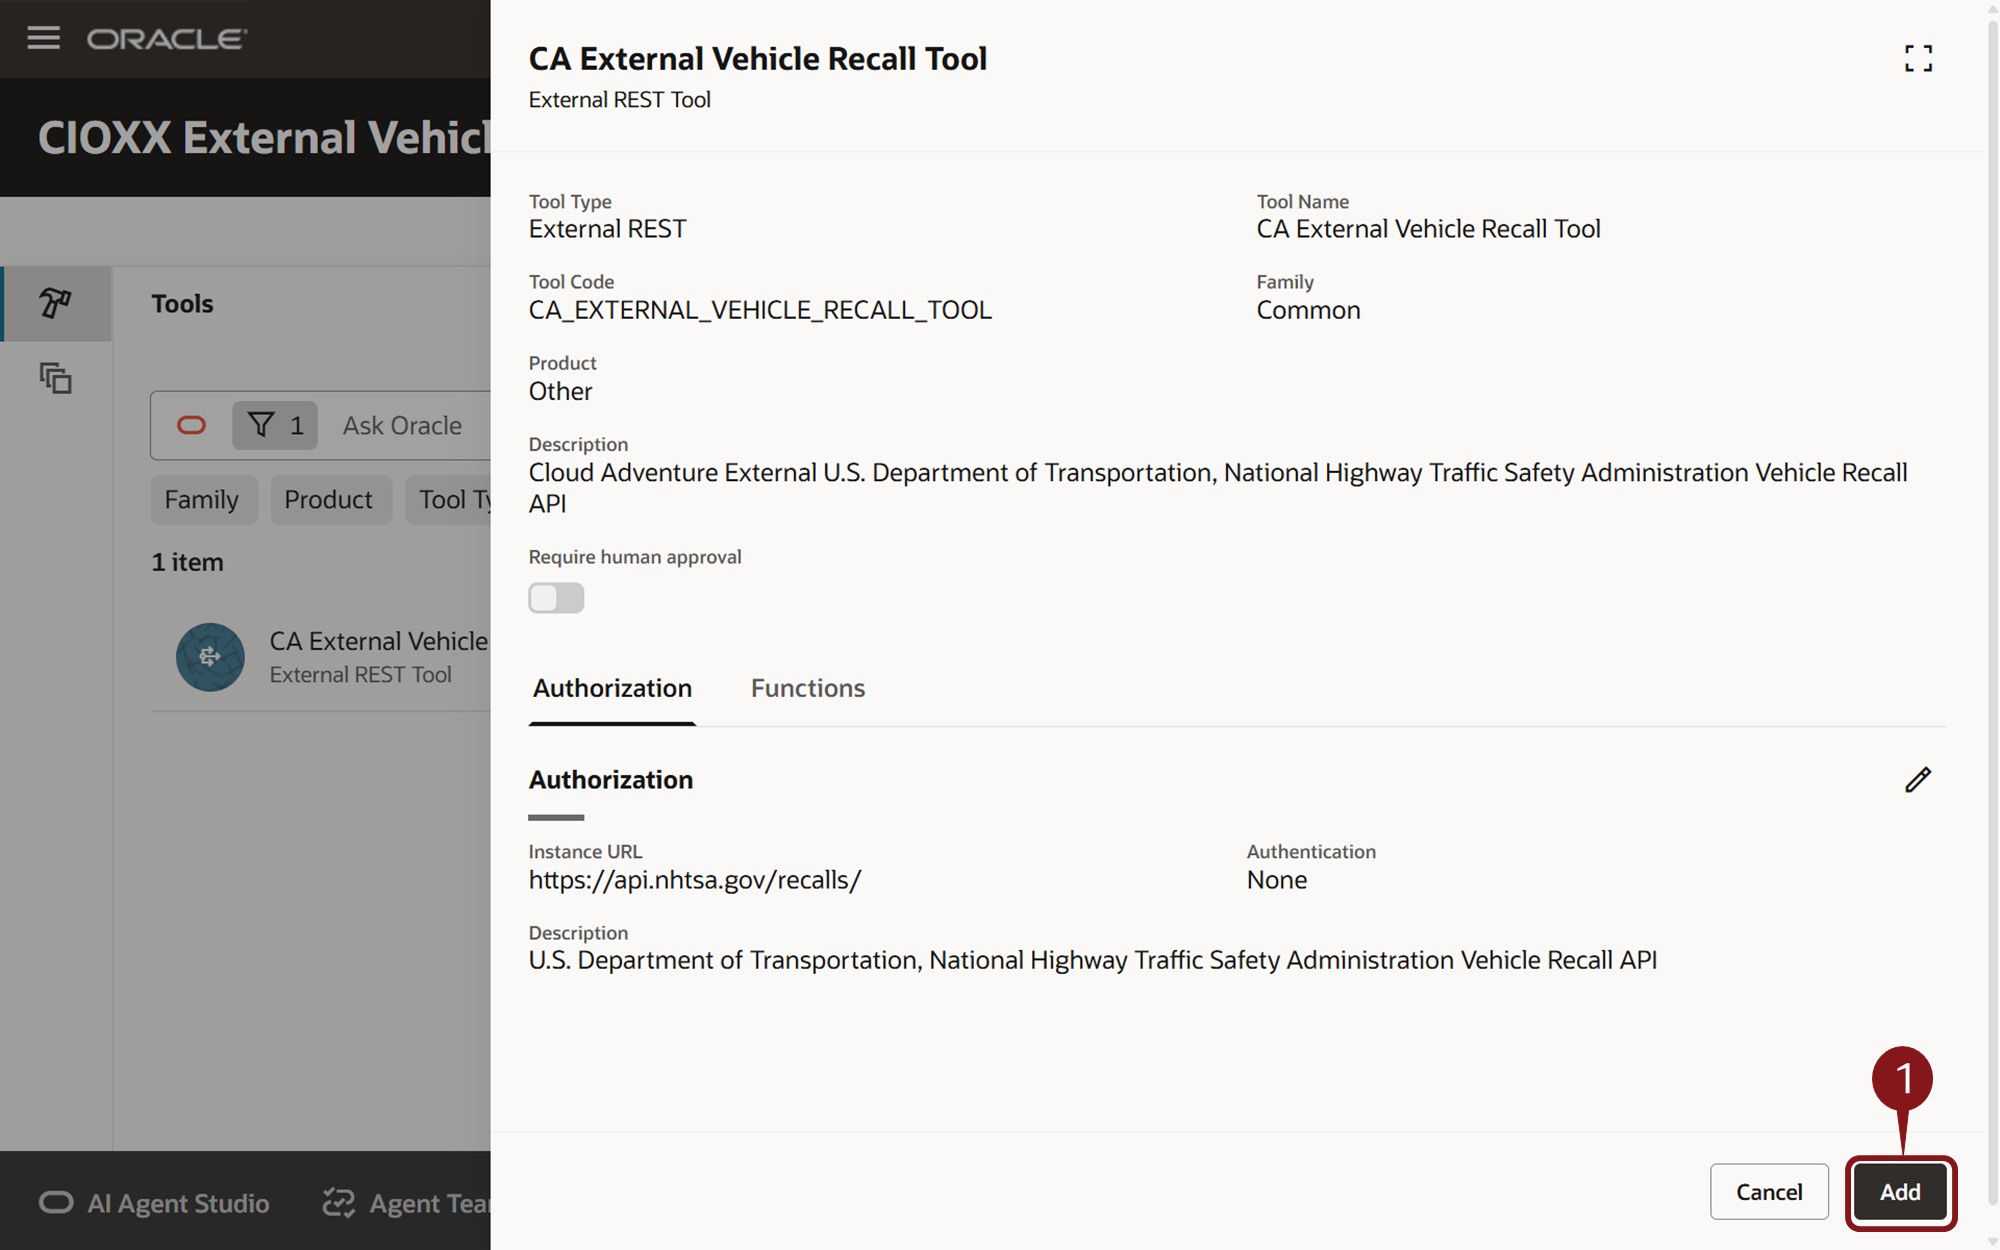 ORACLE
CIOXX External Vehicl
Tools
1
Ask Oracle
Family
Product
Tool Ty
1 item
CA External Vehicle
External REST Tool
AI Agent Studio
Agent Tea
CA External Vehicle Recall Tool
External REST Tool
Tool Type
External REST
Tool Name
CA External Vehicle Recall Tool
Tool Code
CA_EXTERNAL_VEHICLE_RECALL_TOOL
Family
Common
Product
Other
Description
Cloud Adventure External U.S. Department of Transportation, National Highway Traffic Safety Administration Vehicle Recall
API
Require human approval
Authorization
Functions
Authorization
Instance URL
https://api.nhtsa.gov/recalls/
Authentication
None
Description
U.S. Department of Transportation, National Highway Traffic Safety Administration Vehicle Recall API
1
Cancel
Add